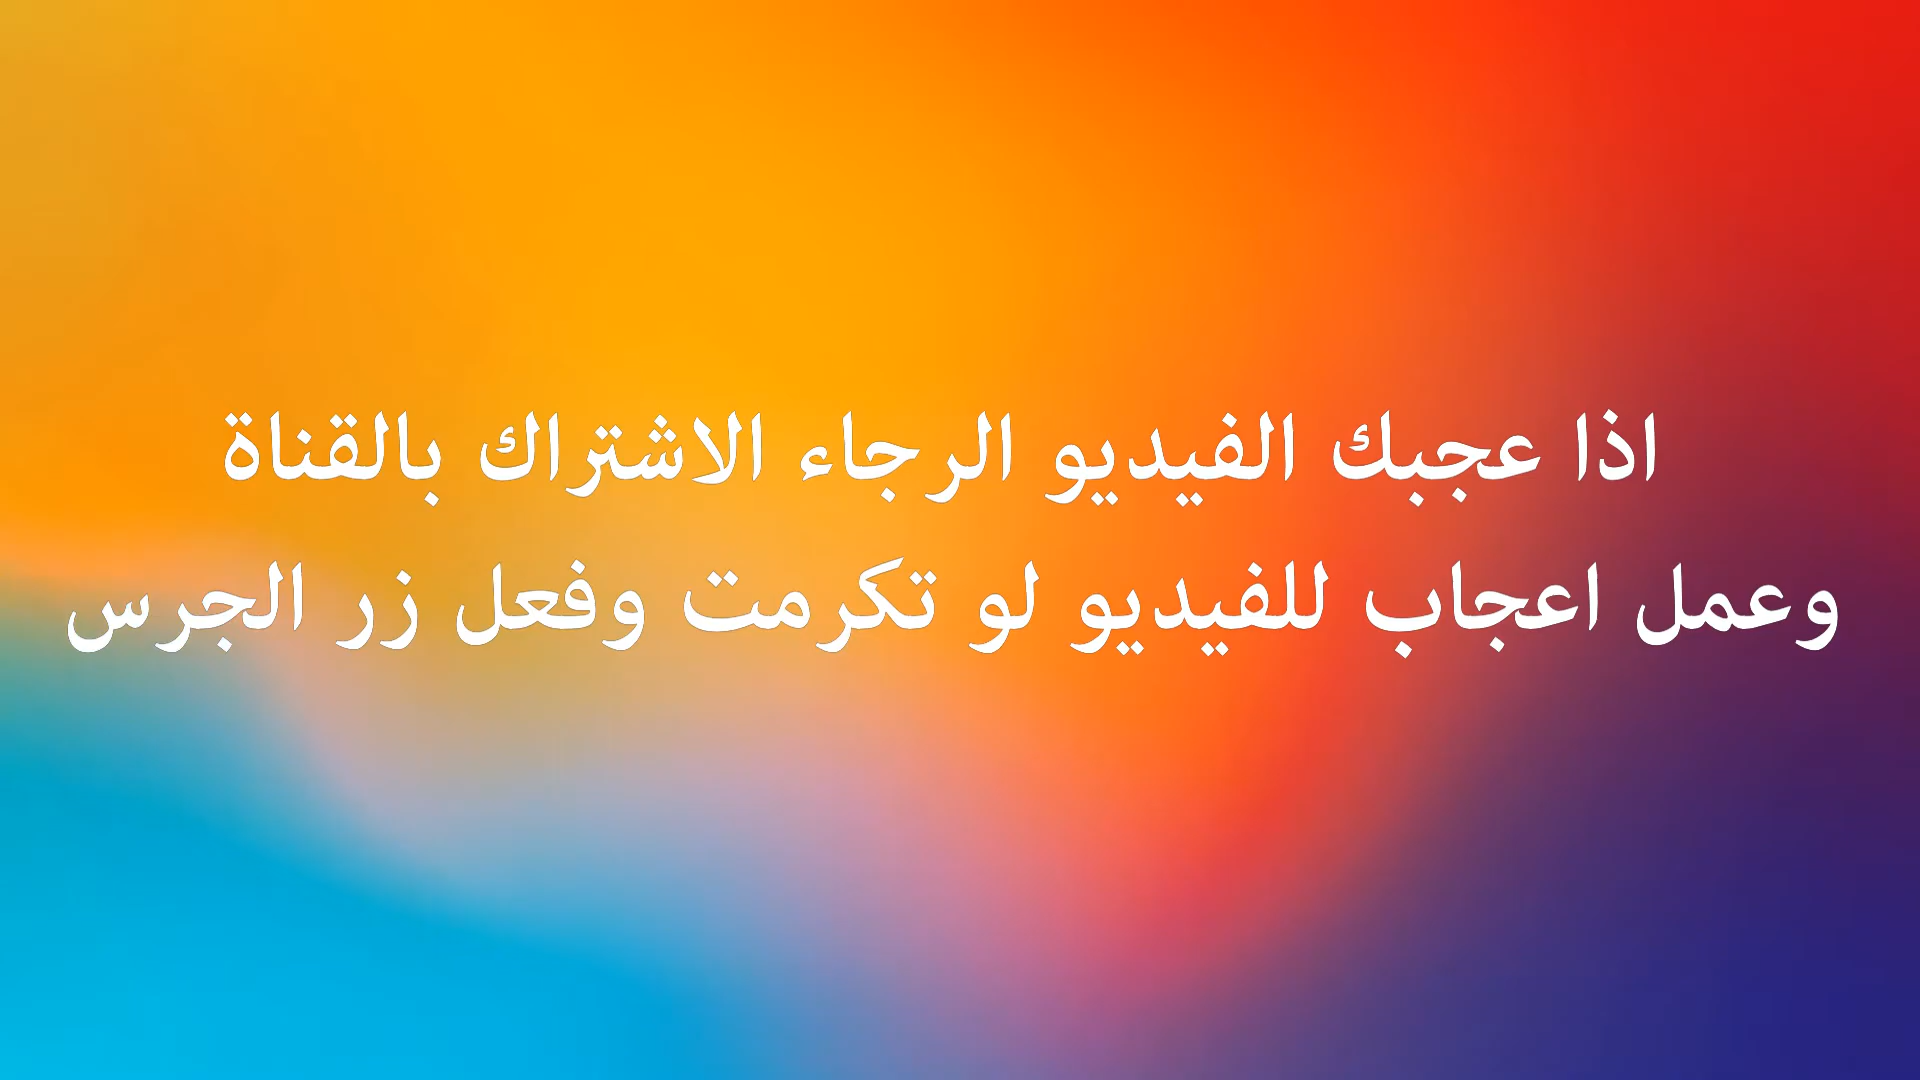 اذا عجبك الفيديو الرجاء الاشتراك بالقناة
وعمل اعجاب للفيديو لو تكرمت وفعل زر الجرس